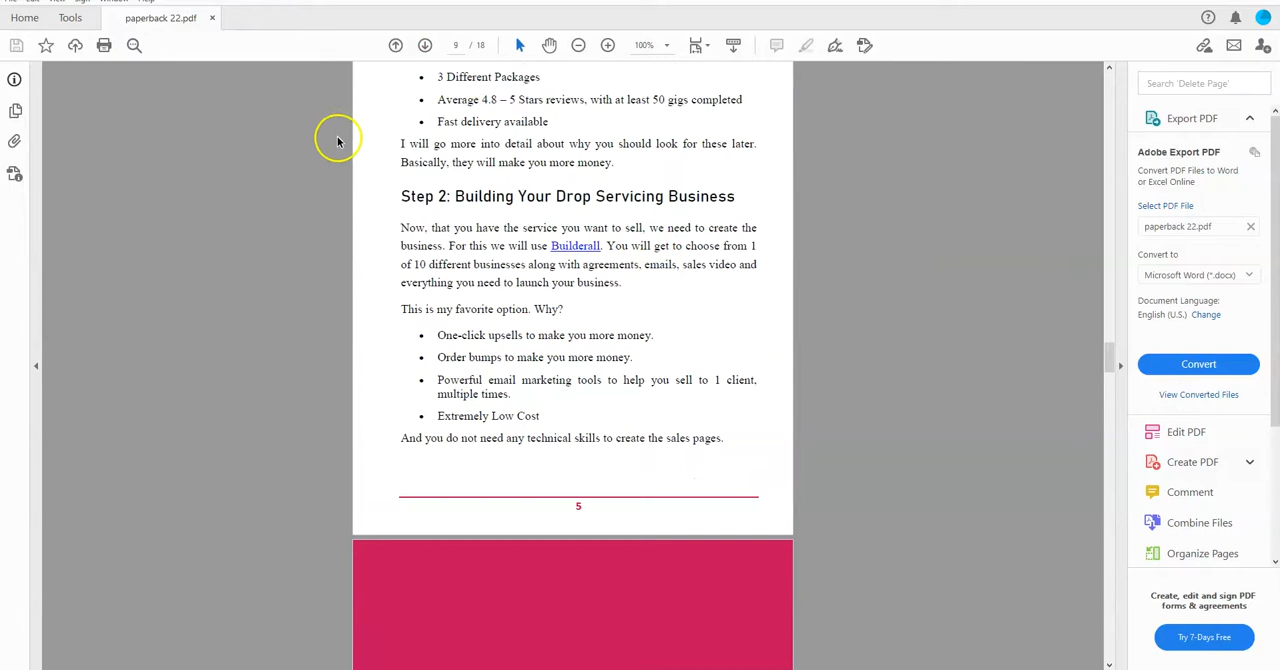 Home
Tools
paperback 22.pdf
×
9 / 18
100%
• 3 Different Packages
• Average 4.8 – 5 Stars reviews, with at least 50 gigs completed
• Fast delivery available
I will go more into detail about why you should look for these later.
Basically, they will make you more money.
Step 2: Building Your Drop Servicing Business
Now, that you have the service you want to sell, we need to create the
business. For this we will use Builderall. You will get to choose from 1
of 10 different businesses along with agreements, emails, sales video and
everything you need to launch your business.
This is my favorite option. Why?
• One-click upsells to make you more money.
• Order bumps to make you more money.
• Powerful email marketing tools to help you sell to 1 client,
multiple times.
• Extremely Low Cost
And you do not need any technical skills to create the sales pages.
5
Search 'Delete Page'
Export PDF
Adobe Export PDF
Convert PDF Files to Word
or Excel Online
Select PDF File
paperback 22.pdf
Convert to
Microsoft Word (*.docx)
Document Language:
English (U.S.) Change
Convert
View Converted Files
Edit PDF
Create PDF
Comment
Combine Files
Organize Pages
Create, edit and sign PDF
forms & agreements
Try 7-Days Free